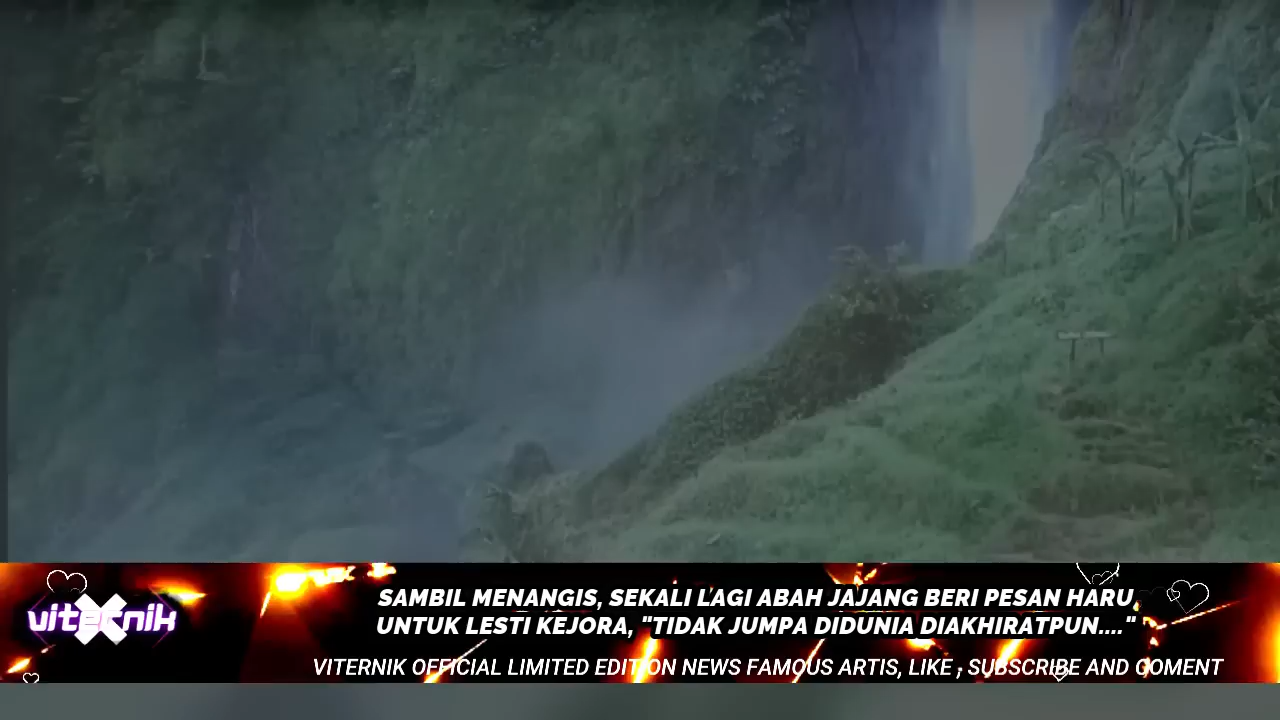 SAMBIL MENANGIS, SEKALI LAGI ABAH JAJANG BERI PESAN HARU,
UNTUK LESTI KEJORA, "TIDAK JUMPA DIDUNIA DIAKHIRATPUN...."
viternik
VITERNIK OFFICIAL LIMITED EDITION NEWS FAMOUS ARTIS, LIKE , SUBSCRIBE AND COMENT